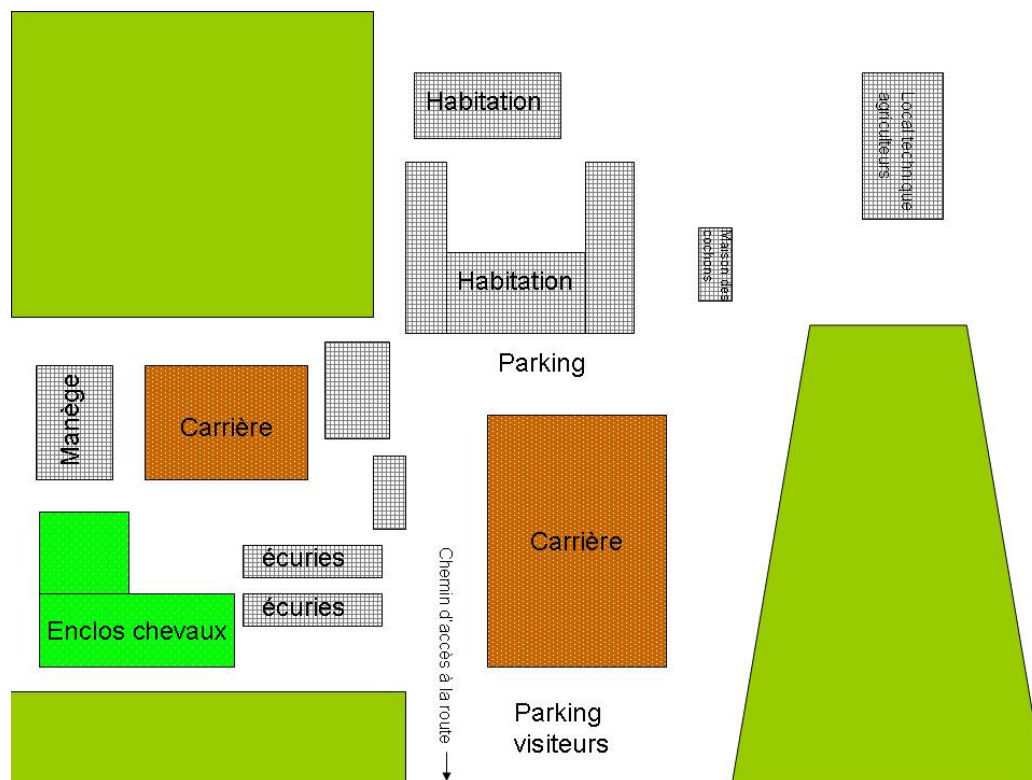 Habitation
Local technique
agriculteurs
Maison des
cochons
Habitation
Parking
Manège
Carrière
Carrière
écuries
écuries
Enclos chevaux
Chemin d'accès à la route
Parking
visiteurs